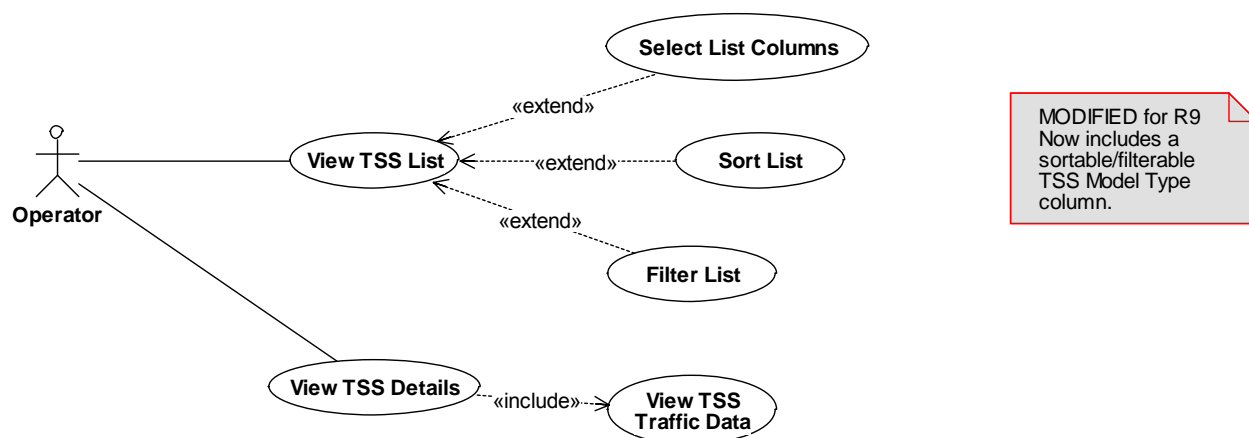 Select List Columns
«extend»
MODIFIED for R9
Now includes a
sortable/filterable
TSS Model Type
column.
View TSS List
«extend»
Sort List
Operator
«extend»
Filter List
View TSS Details
«include»
View TSS
Traffic Data